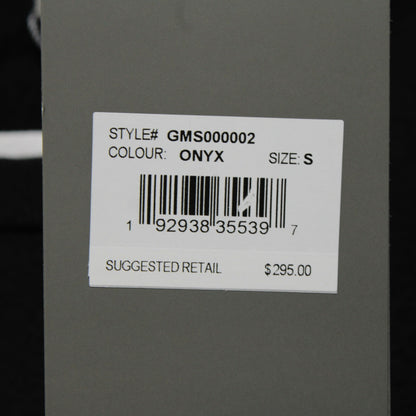 STYLE# GMS000002
COLOUR: ONYX SIZE: S
1 92938 35539 7
SUGGESTED RETAIL $295.00